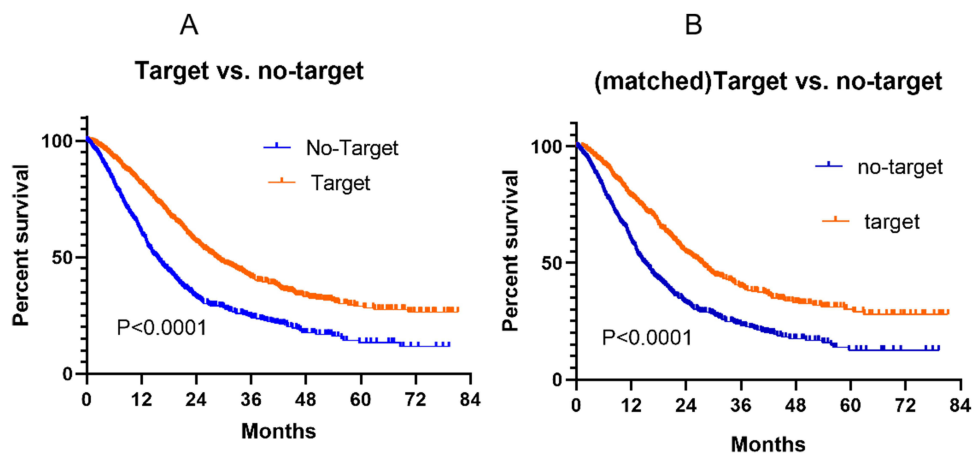 A
Target vs. no-target
Percent survival
100
50
0
No-Target
Target
P<0.0001
0 12 24 36 48 60 72 84
Months
B
(matched)Target vs. no-target
Percent survival
100
50
0
no-target
target
P<0.0001
0 12 24 36 48 60 72 84
Months